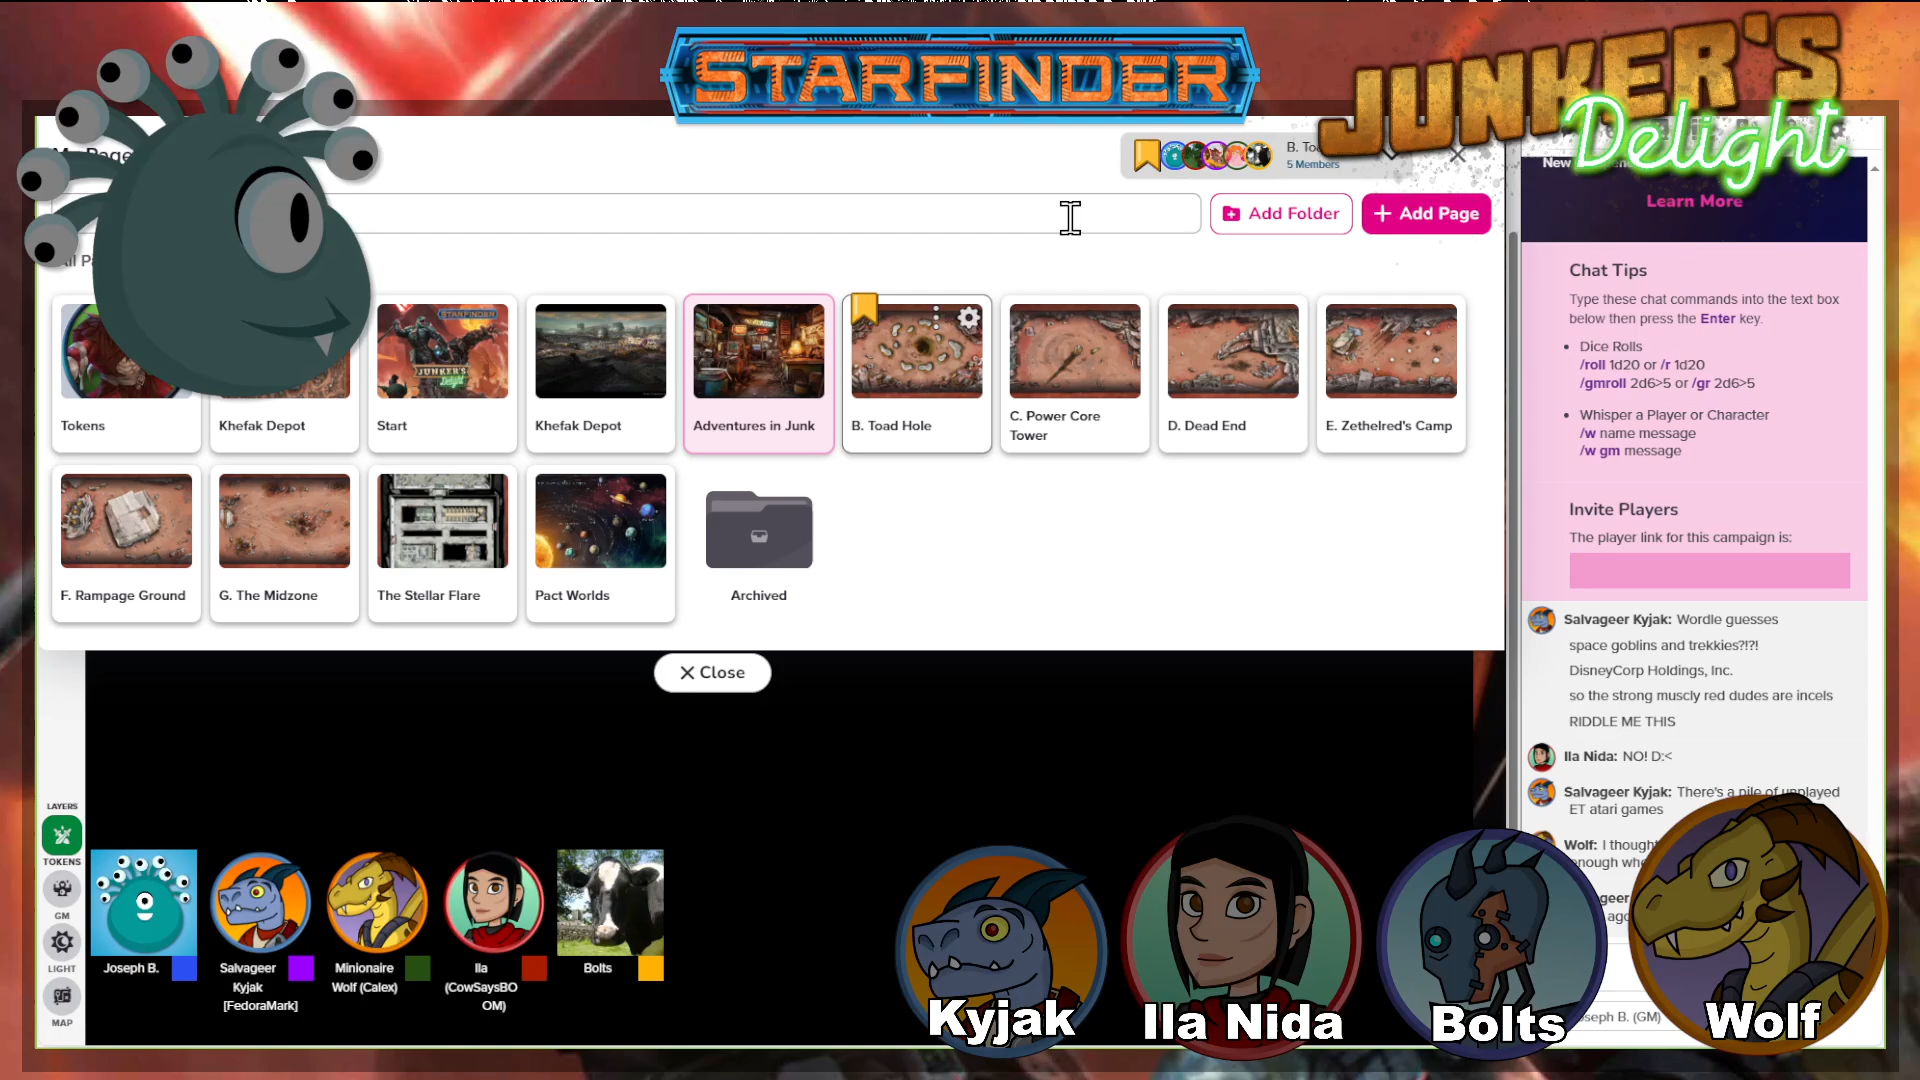 STARFINDER
JUNKER'S
Delight
5 Members
New
Learn More
Add Folder
Add Page
Chat Tips
Type these chat commands into the text box
below then press the Enter key.
Dice Rolls
/roll 1d20 or /r 1d20
/gmroll 2d6>5 or /gr 2d6>5
Whisper a Player or Character
/w name message
/w gm message
Tokens
Khefak Depot
Start
Khefak Depot
Adventures in Junk
B. Toad Hole
C. Power Core
Tower
D. Dead End
E. Zethelred's Camp
F. Rampage Ground
G. The Midzone
The Stellar Flare
Pact Worlds
Archived
Invite Players
The player link for this campaign is:
Close
Salvageer Kyjak: Wordle guesses
space goblins and trekkies?!?!
DisneyCorp Holdings, Inc.
so the strong muscly red dudes are incels
RIDDLE ME THIS
Ila Nida: NO! D:<
Salvageer Kyjak: There's a pile of unplayed
ET atari games
Wolf: I thought
enough
LAYERS
TOKENS
GM
LIGHT
MAP
Joseph B.
Salvageer
Kyjak
[FedoraMark]
Minionaire
Wolf (Calex)
Ila
(CowSaysBO
OM)
Bolts
Kyjak
Ila Nida
Bolts
Wolf
(GM)